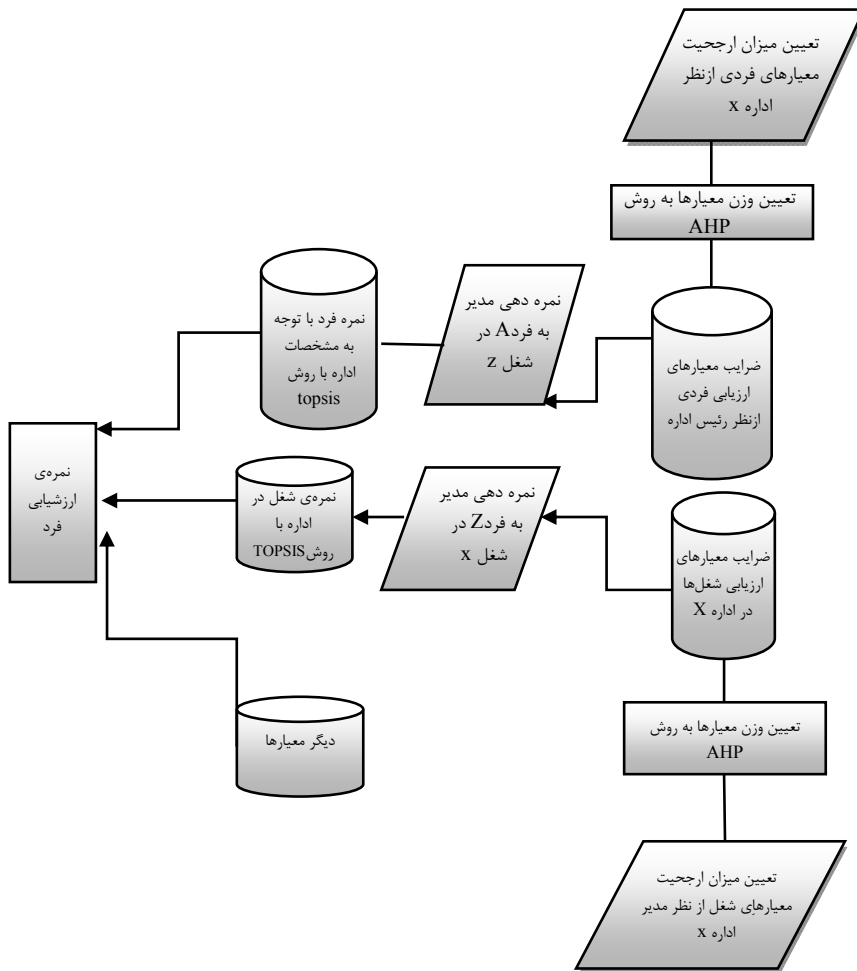 تعیین میزان ارجحیت
معیارهای فردی ازنظر
اداره x
تعیین وزن معیارها به روش
AHP
ضرایب معیارهای
ارزیابی فردی
ازنظر رئیس اداره
نمره دهی مدیر
به فردA در
شغل z
نمره فرد با توجه
به مشخصات
اداره با روش
topsis
نمره‌ی
ارزشیابی
فرد
ضرایب معیارهای
ارزیابی شغل‌ها
در اداره X
نمره دهی مدیر
به فردZ در
شغل x
نمره‌ی شغل در
اداره با
روشTOPSIS
دیگر معیارها
تعیین وزن معیارها به روش
AHP
تعیین میزان ارجحیت
معیارهاِی شغل از نظر مدیر
اداره x